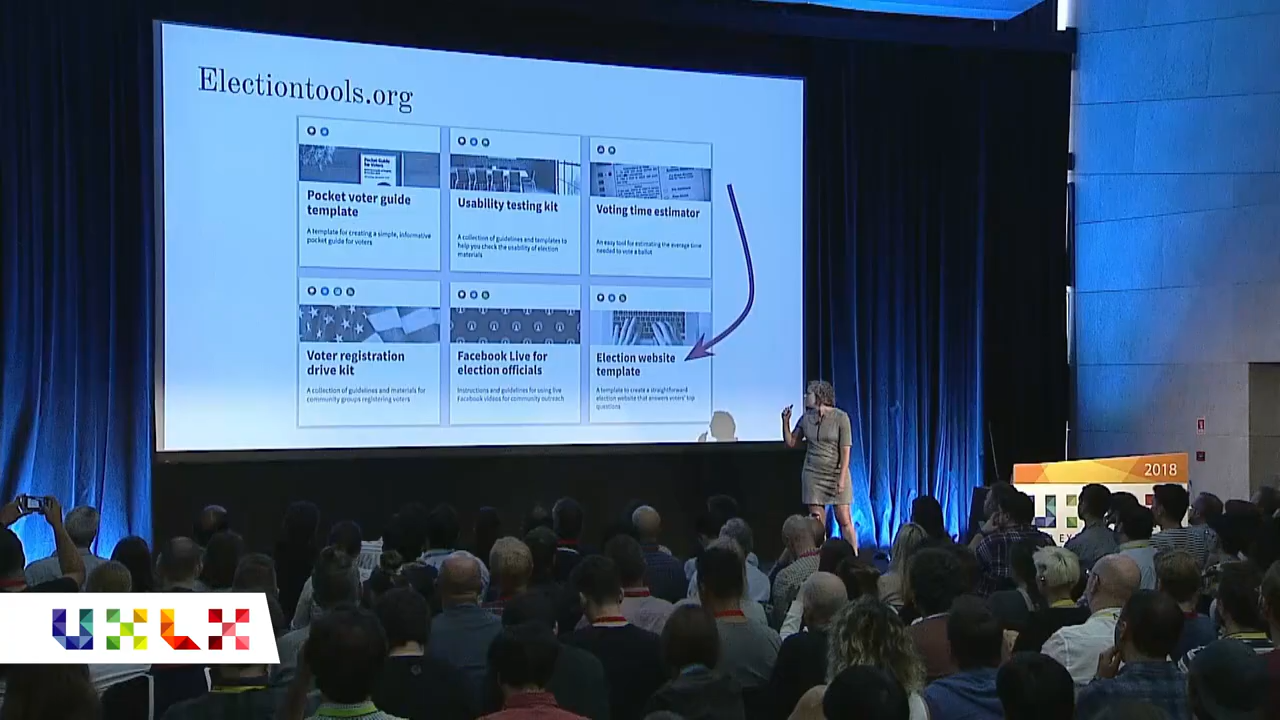 Electiontools.org
Pocket Guide
for Voters
Pocket voter guide
template
A template for creating a simple, informative
pocket guide for voters
Usability testing kit
A collection of guidelines and templates to
help you check the usability of election
materials
Voting time estimator
An easy tool for estimating the average time
needed to vote a ballot
Voter registration
drive kit
A collection of guidelines and materials for
community groups registering voters
Facebook Live for
election officials
Instructions and guidelines for using live
Facebook videos for community outreach
Election website
template
A template to create a straightforward
election website that answers voters' top
questions
2018
UXLX